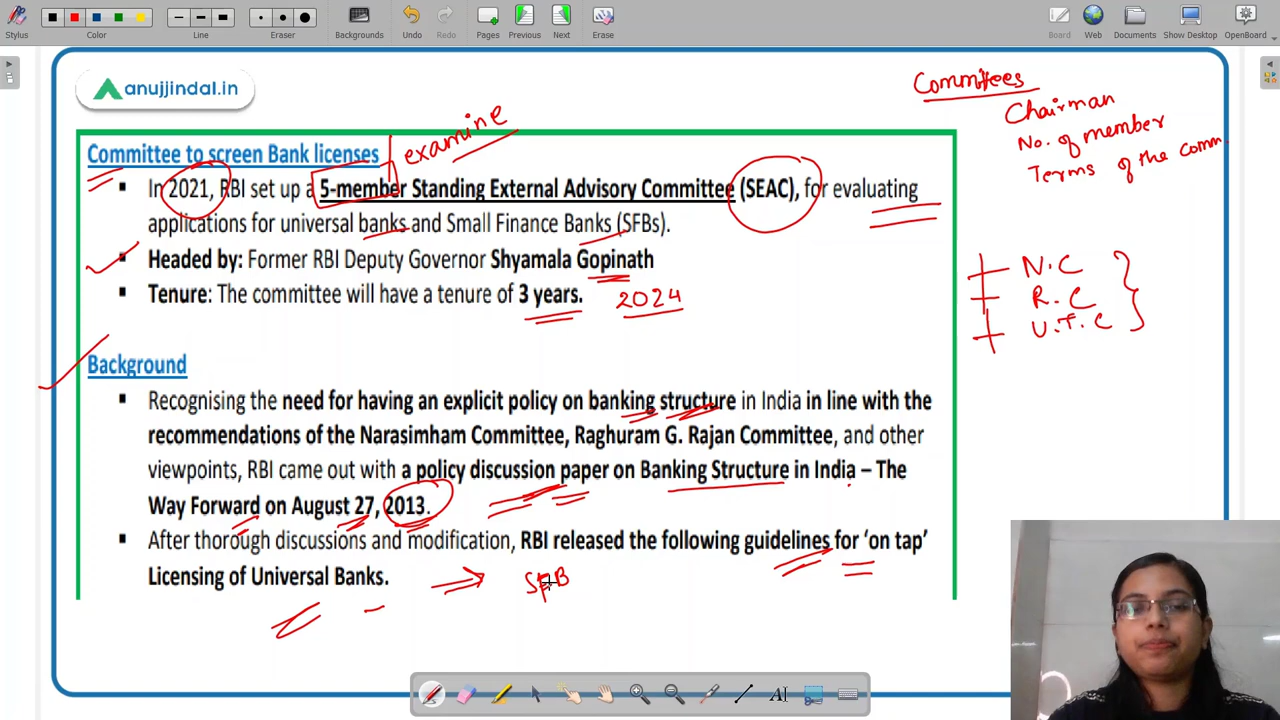 Stylus
Color
Line
Eraser
Backgrounds
Undo
Redo
Pages
Previous
Next
Erase
Board
Web
Documents
Show Desktop
OpenBoard
anujjindal.in
Committees
Chairman
No. of member
Terms of the comm
examine
Committee to screen Bank licenses
In 2021, RBI set up a 5-member Standing External Advisory Committee (SEAC), for evaluating
applications for universal banks and Small Finance Banks (SFBs).
Headed by: Former RBI Deputy Governor Shyamala Gopinath
Tenure: The committee will have a tenure of 3 years.
2024
N.C
R.C
U.T.C
Background
Recognising the need for having an explicit policy on banking structure in India in line with the
recommendations of the Narasimham Committee, Raghuram G. Rajan Committee, and other
viewpoints, RBI came out with a policy discussion paper on Banking Structure in India – The
Way Forward on August 27, 2013.
After thorough discussions and modification, RBI released the following guidelines for ‘on tap’
Licensing of Universal Banks.
SFB